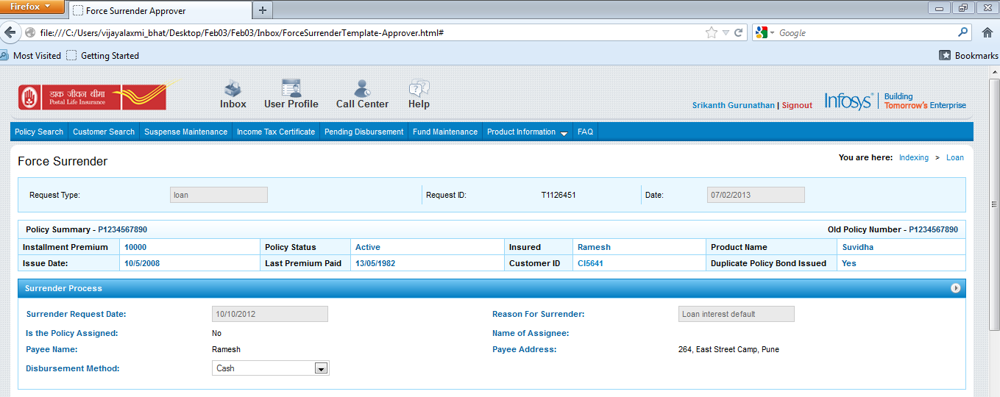 Firefox
Force Surrender Approver
file:///C:/Users/vijayalaxmi_bhat/Desktop/Feb03/Feb03/Inbox/ForceSurrenderTemplate-Approver.html#
Google
Most Visited Getting Started Bookmarks
डाक जीवन बीमा
Postal Life Insurance
Inbox User Profile Call Center Help
Srikanth Gurunathan | Signout
Infosys® | Building
Tomorrow's Enterprise
Policy Search Customer Search Suspense Maintenance Income Tax Certificate Pending Disbursement Fund Maintenance Product Information FAQ
Force Surrender You are here: Indexing > Loan
Request Type: loan Request ID: T1126451 Date: 07/02/2013
Policy Summary - P1234567890 Old Policy Number - P1234567890
Installment Premium 10000 Policy Status Active Insured Ramesh Product Name Suvidha
Issue Date: 10/5/2008 Last Premium Paid 13/05/1982 Customer ID CI5641 Duplicate Policy Bond Issued Yes
Surrender Process
Surrender Request Date: 10/10/2012 Reason For Surrender: Loan interest default
Is the Policy Assigned: No Name of Assignee:
Payee Name: Ramesh Payee Address: 264, East Street Camp, Pune
Disbursement Method: Cash